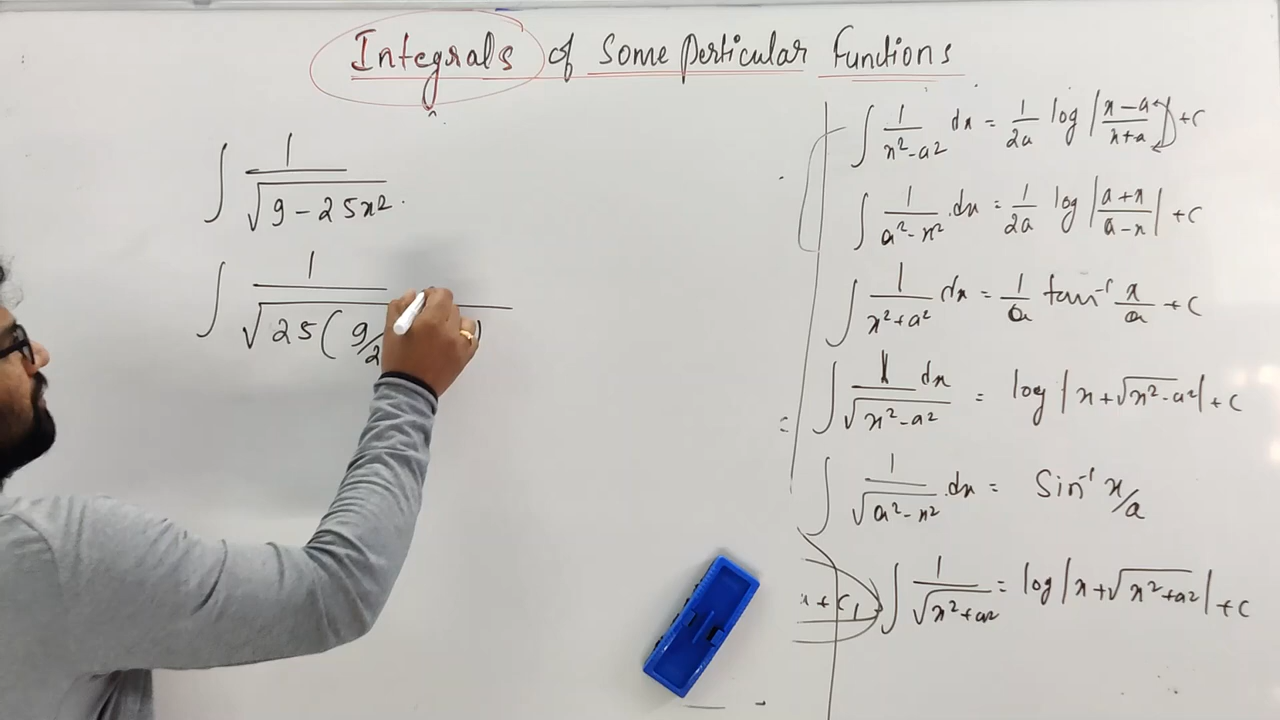 Integrals of Some Perticular Functions
∫ 1/√(9 - 25x².
∫ 1/√(25(9/2 )
∫ 1/(x²-a²) dx = 1/2a log |x-a/x+a| +c
∫ 1/(a²-x²) .dx = 1/2a log |a+x/a-x| +c
∫ 1/(x²+a²) dx = 1/a tan⁻¹ x/a +c
= ∫ 1 dx/√(x²-a²) = log |x+√(x²-a²)| +c
∫ 1/√(a²-x²) .dx = Sin⁻¹ x/a
x + c₁ ∫ 1/√(x²+a²) = log |x+√(x²+a²)| +c